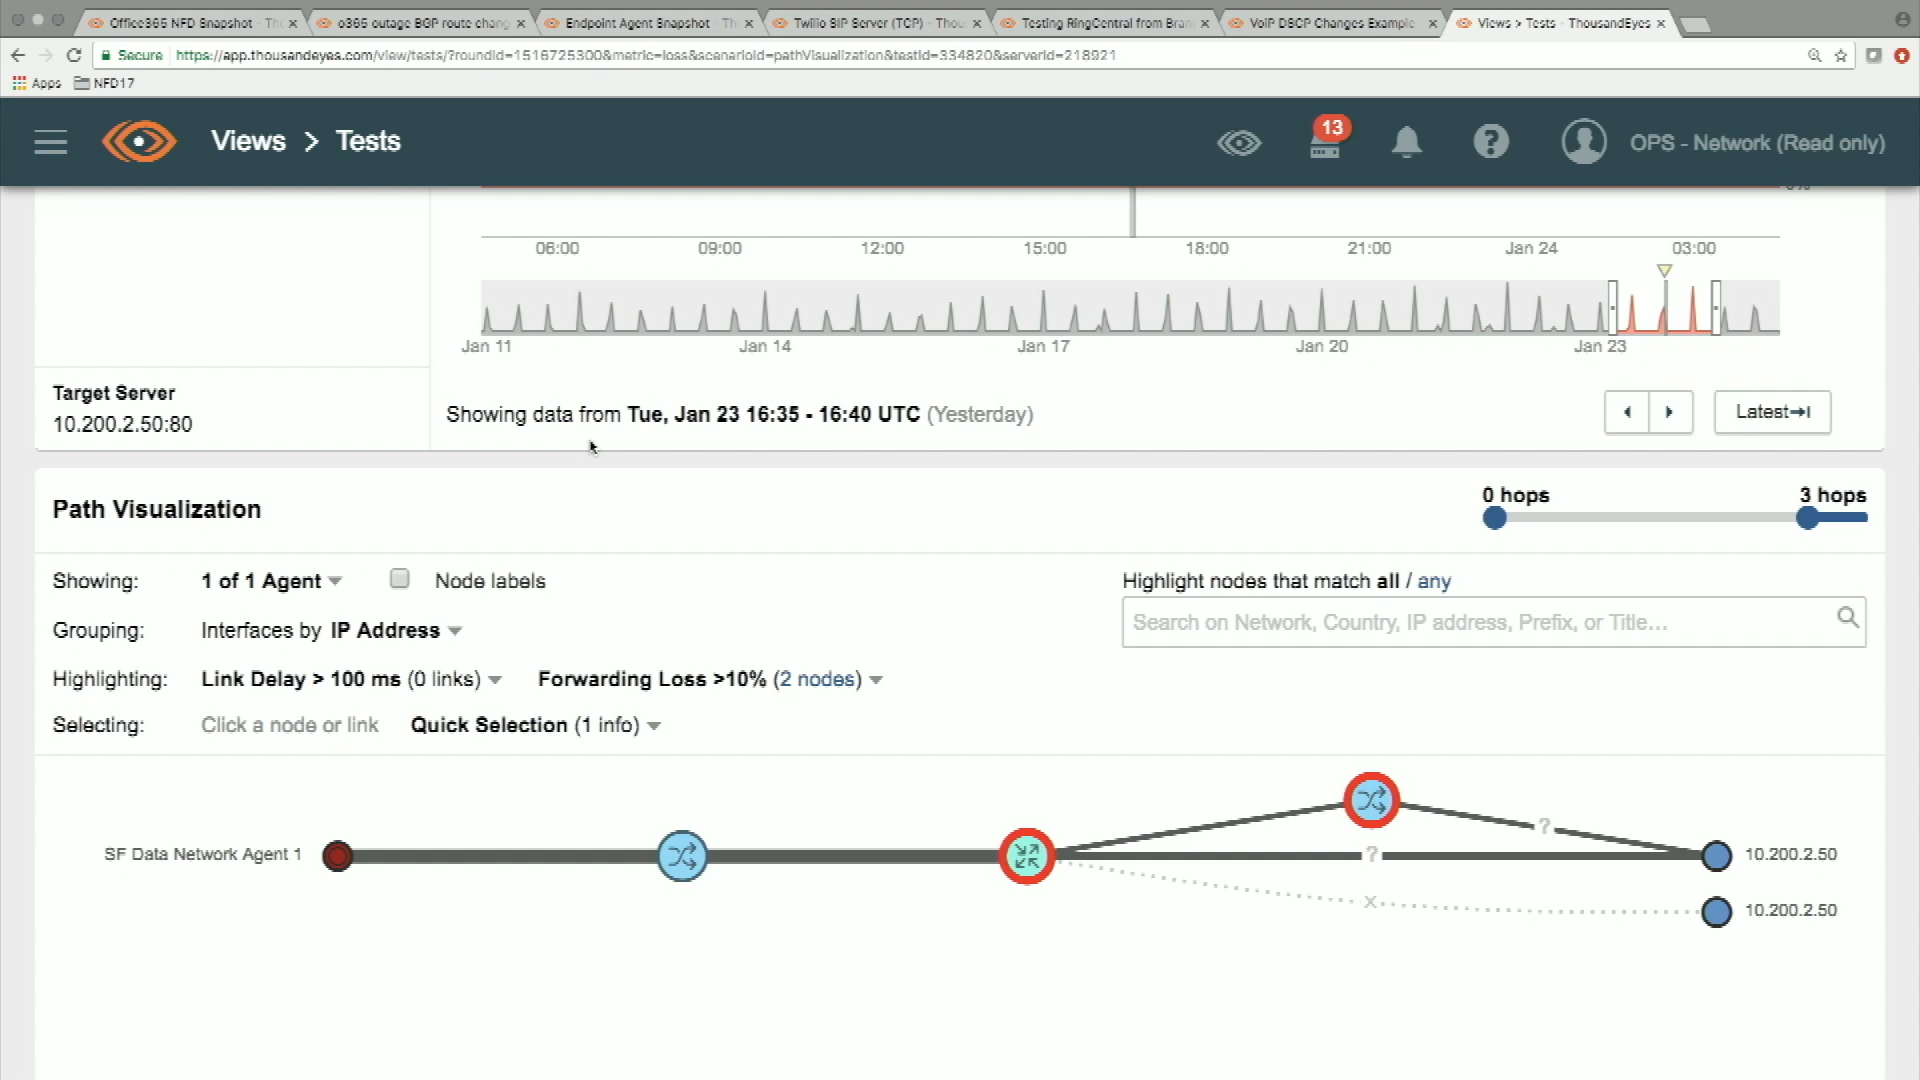 Office365 NFD Snapshot - Th
o365 outage BGP route chang
Endpoint Agent Snapshot - Th
Twilio SIP Server (TCP) - Thou
Testing RingCentral from Bran
VoIP DSCP Changes Example
Views > Tests - ThousandEyes
Secure
https://app.thousandeyes.com/view/tests/?roundId=1516725300&metric=loss&scenarioId=pathVisualization&testId=334820&serverId=218921
Apps
NFD17
Views > Tests
13
?
OPS - Network (Read only)
06:00
09:00
12:00
15:00
18:00
21:00
Jan 24
03:00
Jan 11
Jan 14
Jan 17
Jan 20
Jan 23
Target Server
10.200.2.50:80
Showing data from Tue, Jan 23 16:35 - 16:40 UTC (Yesterday)
Latest
Path Visualization
0 hops
3 hops
Showing: 1 of 1 Agent
Node labels
Highlight nodes that match all / any
Search on Network, Country, IP address, Prefix, or Title...
Grouping: Interfaces by IP Address
Highlighting: Link Delay > 100 ms (0 links)
Forwarding Loss >10% (2 nodes)
Selecting: Click a node or link
Quick Selection (1 info)
?
SF Data Network Agent 1
?
10.200.2.50
x
10.200.2.50